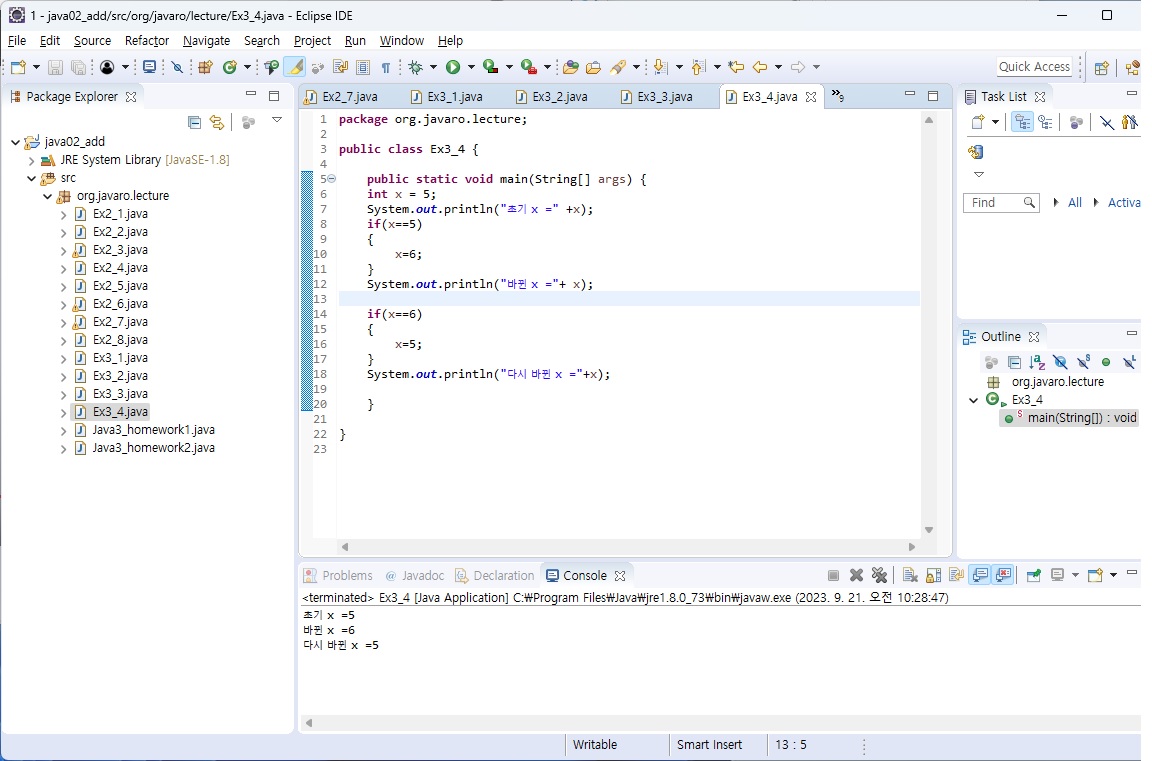 1 - java02_add/src/org/javaro/lecture/Ex3_4.java - Eclipse IDE
File Edit Source Refactor Navigate Search Project Run Window Help
Quick Access
Package Explorer
java02_add
JRE System Library [JavaSE-1.8]
src
org.javaro.lecture
Ex2_1.java
Ex2_2.java
Ex2_3.java
Ex2_4.java
Ex2_5.java
Ex2_6.java
Ex2_7.java
Ex2_8.java
Ex3_1.java
Ex3_2.java
Ex3_3.java
Ex3_4.java
Java3_homework1.java
Java3_homework2.java
Ex2_7.java Ex3_1.java Ex3_2.java Ex3_3.java Ex3_4.java »9
1 package org.javaro.lecture;
2
3 public class Ex3_4 {
4
5 public static void main(String[] args) {
6 int x = 5;
7 System.out.println("초기 x =" +x);
8 if(x==5)
9 {
10 x=6;
11 }
12 System.out.println("바뀐 x ="+ x);
13
14 if(x==6)
15 {
16 x=5;
17 }
18 System.out.println("다시 바뀐 x ="+x);
19
20 }
21
22 }
23
Task List
Find All Activa
Outline
org.javaro.lecture
Ex3_4
main(String[]) : void
Problems Javadoc Declaration Console
<terminated> Ex3_4 [Java Application] C:₩Program Files₩Java₩jre1.8.0_73₩bin₩javaw.exe (2023. 9. 21. 오전 10:28:47)
초기 x =5
바뀐 x =6
다시 바뀐 x =5
Writable Smart Insert 13 : 5